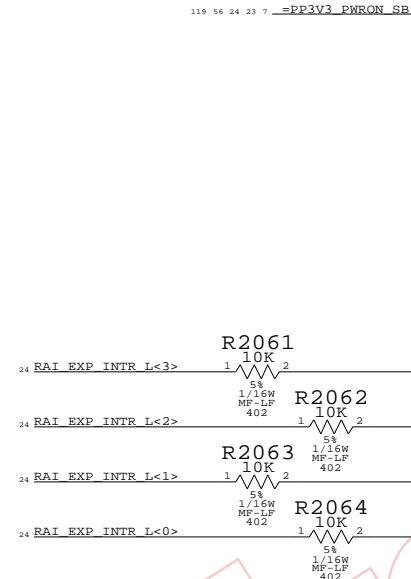 119 56 24 23 7 =PP3V3_PWRON_SB
R2061
24 RAI_EXP_INTR_L<3> 1 10K 2
5%
1/16W
MF-LF
402
R2062
24 RAI_EXP_INTR_L<2> 1 10K 2
5%
1/16W
MF-LF
402
R2063
24 RAI_EXP_INTR_L<1> 1 10K 2
5%
1/16W
MF-LF
402
R2064
24 RAI_EXP_INTR_L<0> 1 10K 2
5%
1/16W
MF-LF
402